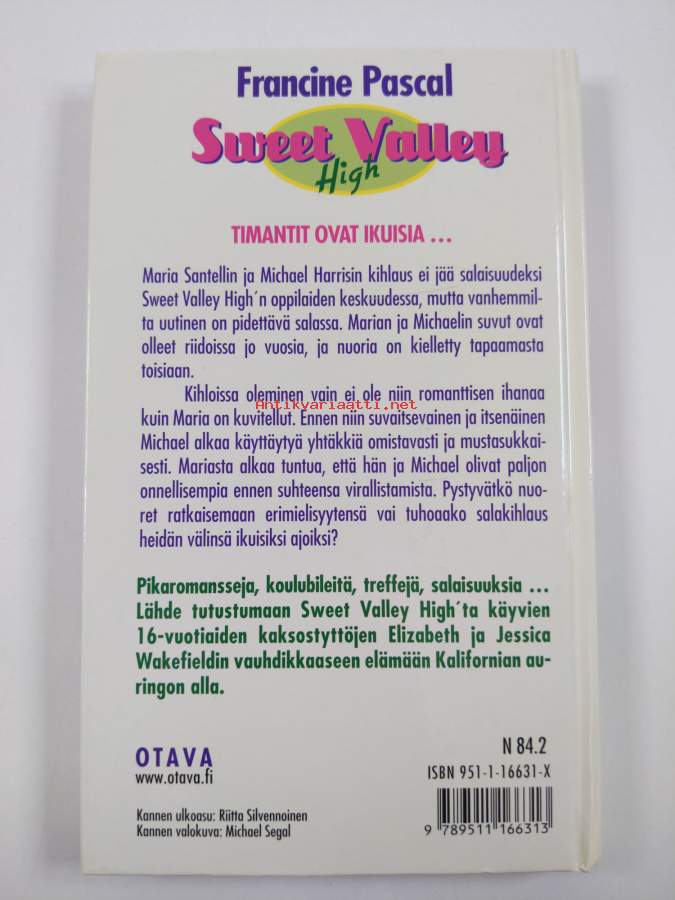 Francine Pascal
Sweet Valley
High
TIMANTIT OVAT IKUISIA ...
Maria Santellin ja Michael Harrisin kihlaus ei jää salaisuudeksi
Sweet Valley High´n oppilaiden keskuudessa, mutta vanhemmil-
ta uutinen on pidettävä salassa. Marian ja Michaelin suvut ovat
olleet riidoissa jo vuosia, ja nuoria on kielletty tapaamasta
toisiaan.
Kihloissa oleminen vain ei ole niin romanttisen ihanaa
Antikvariaatti.net
kuin Maria on kuvitellut. Ennen niin suvaitsevainen ja itsenäinen
Michael alkaa käyttäytyä yhtäkkiä omistavasti ja mustasukkai-
sesti. Mariasta alkaa tuntua, että hän ja Michael olivat paljon
onnellisempia ennen suhteensa virallistamista. Pystyvätkö nuo-
ret ratkaisemaan erimielisyytensä vai tuhoaako salakihlaus
heidän välinsä ikuisiksi ajoiksi?
Pikaromansseja, koulubileitä, treffejä, salaisuuksia ...
Lähde tutustumaan Sweet Valley High´ta käyvien
16-vuotiaiden kaksostyttöjen Elizabeth ja Jessica
Wakefieldin vauhdikkaaseen elämään Kalifornian au-
ringon alla.
OTAVA
www.otava.fi
N 84.2
ISBN 951-1-16631-X
Kannen ulkoasu: Riitta Silvennoinen
Kannen valokuva: Michael Segal
9 789511 166313